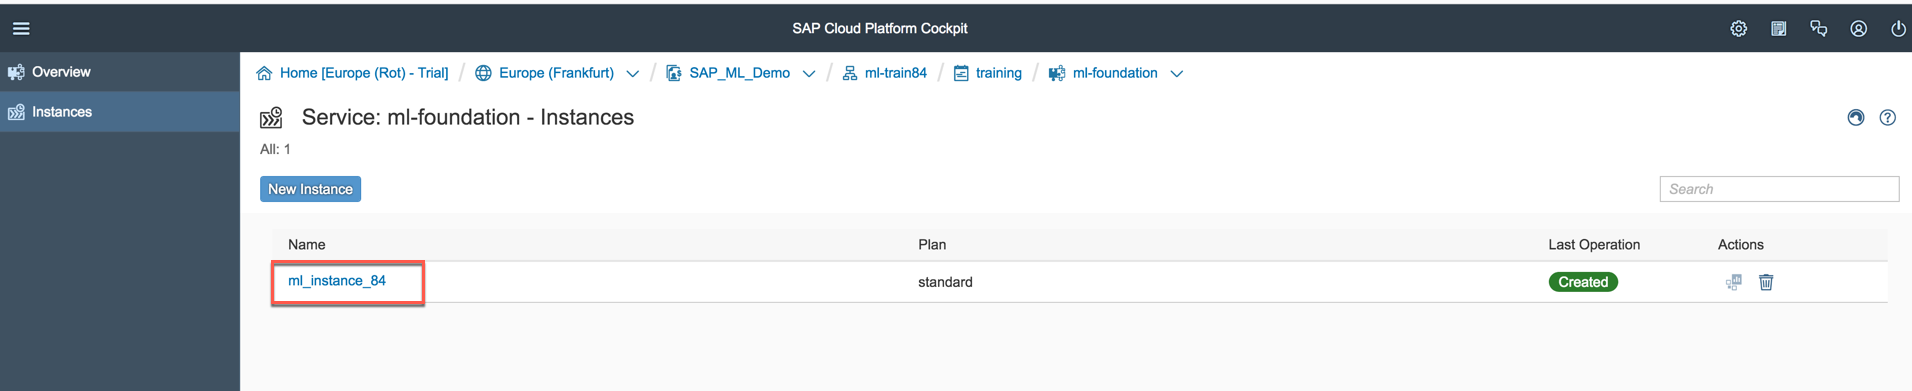 SAP Cloud Platform Cockpit
Overview
Instances
Home [Europe (Rot) - Trial] / Europe (Frankfurt) / SAP_ML_Demo / ml-train84 / training / ml-foundation
Service: ml-foundation - Instances
All: 1
New Instance
Search
Name Plan Last Operation Actions
ml_instance_84 standard Created